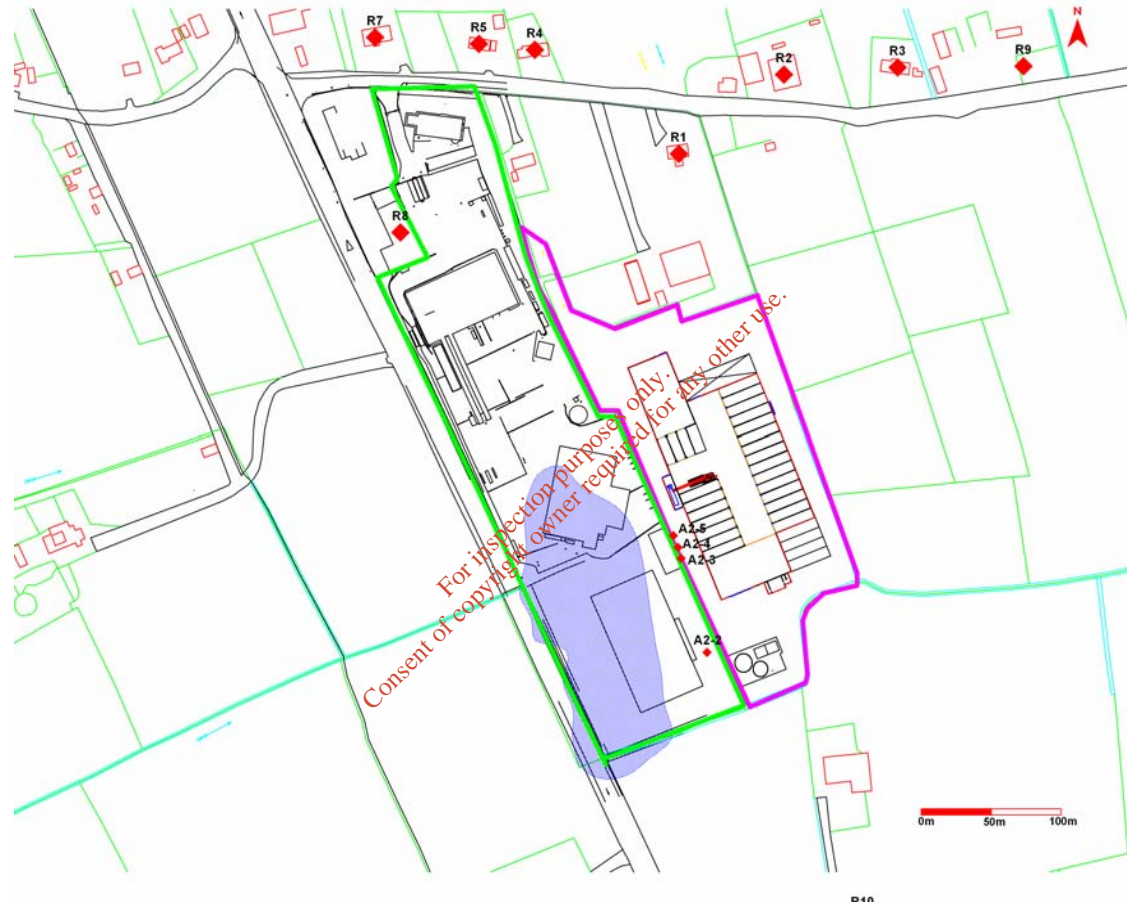 R7
R5
R4
N
R2
R3
R9
R1
R8
For inspection purposes only.
Consent of copyright owner required for any other use.
A2-5
A2-4
A2-3
A2-2
0m 50m 100m
R10